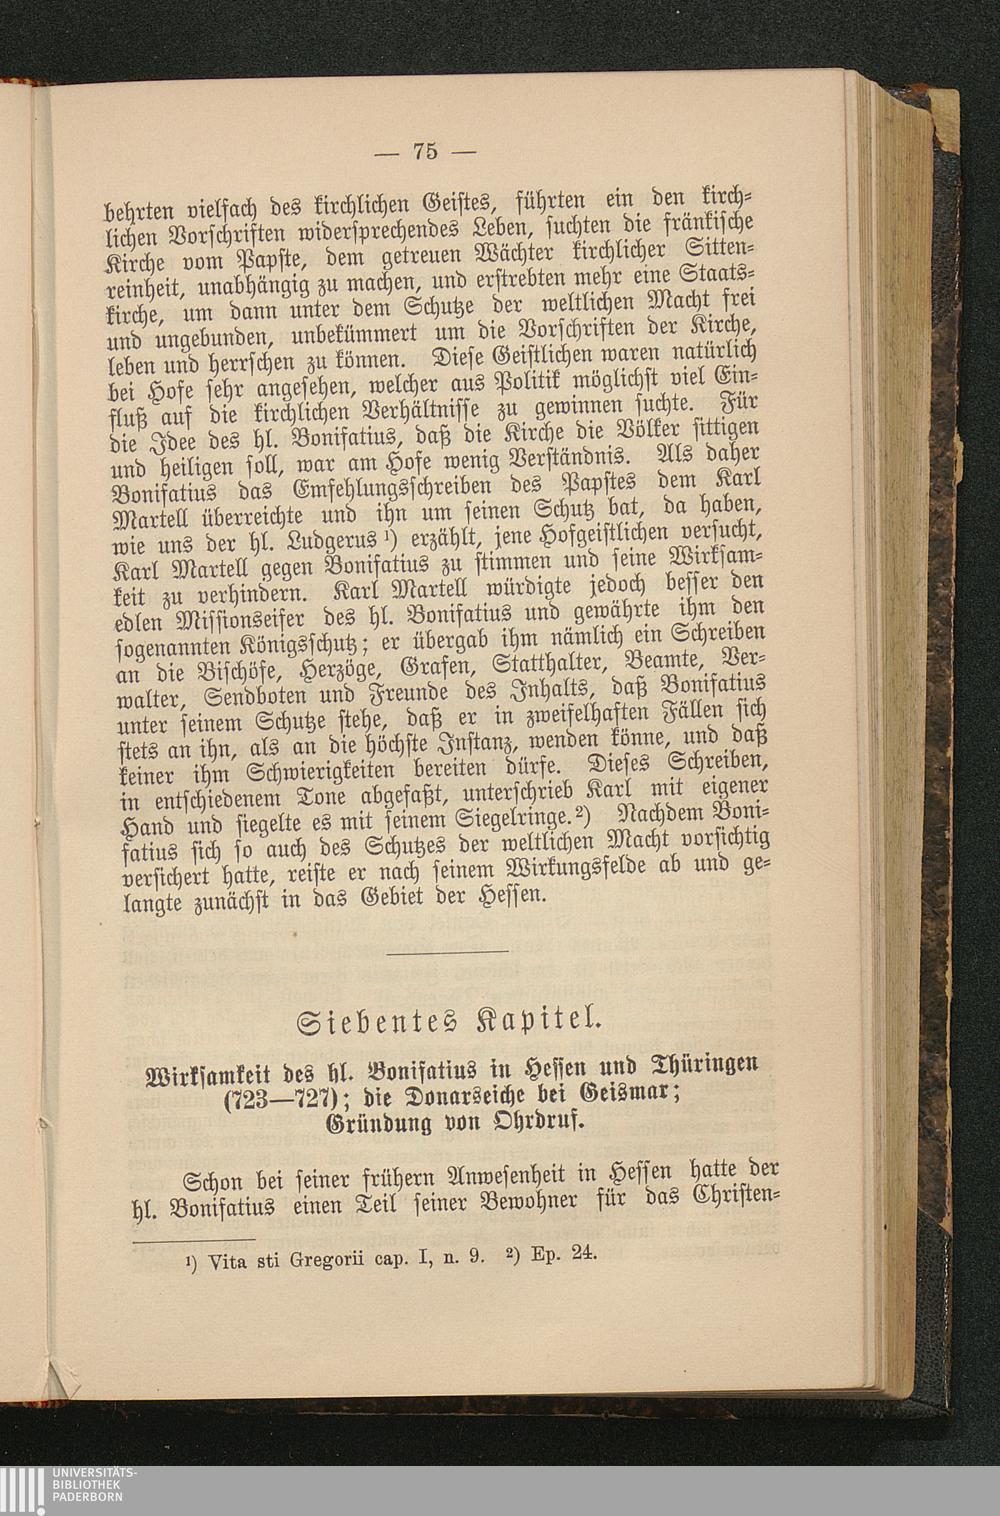 — 75 —
behrten vielfach des kirchlichen Geistes, führten ein den kirch-
lichen Vorschriften widersprechendes Leben, suchten die fränkische
Kirche vom Papste, dem getreuen Wächter kirchlicher Sitten-
reinheit, unabhängig zu machen, und erstrebten mehr eine Staats-
kirche, um dann unter dem Schutze der weltlichen Macht frei
und ungebunden, unbekümmert um die Vorschriften der Kirche,
leben und herrschen zu können. Diese Geistlichen waren natürlich
bei Hofe sehr angesehen, welcher aus Politik möglichst viel Ein-
fluß auf die kirchlichen Verhältnisse zu gewinnen suchte. Für
die Idee des hl. Bonifatius, daß die Kirche die Völker sittigen
und heiligen soll, war am Hofe wenig Verständnis. Als daher
Bonifatius das Emfehlungsschreiben des Papstes dem Karl
Martell überreichte und ihn um seinen Schutz bat, da haben,
wie uns der hl. Ludgerus ¹) erzählt, jene Hofgeistlichen versucht,
Karl Martell gegen Bonifatius zu stimmen und seine Wirksam-
keit zu verhindern. Karl Martell würdigte jedoch besser den
edlen Missionseifer des hl. Bonifatius und gewährte ihm den
sogenannten Königsschutz; er übergab ihm nämlich ein Schreiben
an die Bischöfe, Herzöge, Grafen, Statthalter, Beamte, Ver-
walter, Sendboten und Freunde des Inhalts, daß Bonifatius
unter seinem Schutze stehe, daß er in zweifelhaften Fällen sich
stets an ihn, als an die höchste Instanz, wenden könne, und daß
keiner ihm Schwierigkeiten bereiten dürfe. Dieses Schreiben,
in entschiedenem Tone abgefaßt, unterschrieb Karl mit eigener
Hand und siegelte es mit seinem Siegelringe.²) Nachdem Boni-
fatius sich so auch des Schutzes der weltlichen Macht vorsichtig
versichert hatte, reiste er nach seinem Wirkungsfelde ab und ge-
langte zunächst in das Gebiet der Hessen.
Siebentes Kapitel.
Wirksamkeit des hl. Bonifatius in Hessen und Thüringen
(723—727); die Donarseiche bei Geismar;
Gründung von Ohrdruf.
Schon bei seiner frühern Anwesenheit in Hessen hatte der
hl. Bonifatius einen Teil seiner Bewohner für das Christen-
¹) Vita sti Gregorii cap. I, n. 9. ²) Ep. 24.
UNIVERSITÄTS-
BIBLIOTHEK
PADERBORN